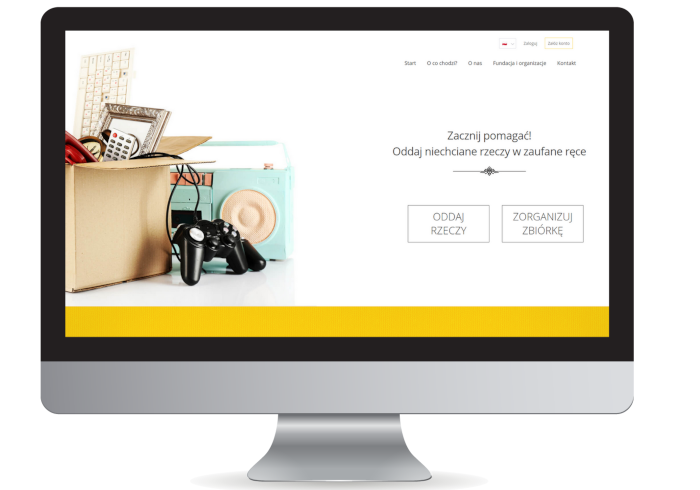 Zaloguj
Załóż konto
Start O co chodzi? O nas Fundacja i organizacje Kontakt
Zacznij pomagać!
Oddaj niechciane rzeczy w zaufane ręce
ODDAJ
RZECZY
ZORGANIZUJ
ZBIÓRKĘ